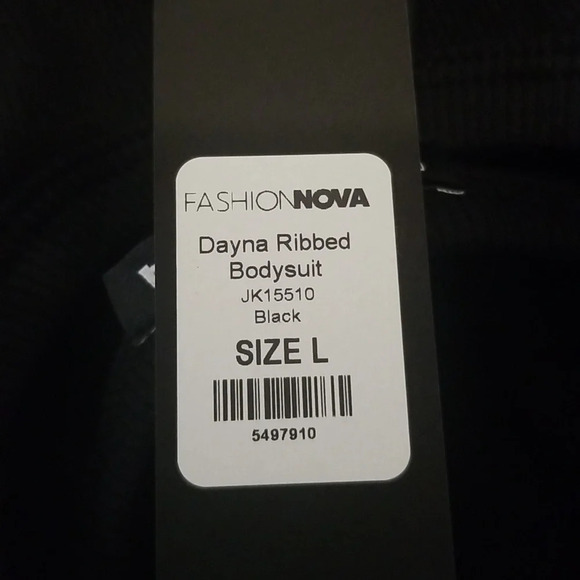 FASHIONNOVA
Dayna Ribbed
Bodysuit
JK15510
Black
SIZE L
5497910